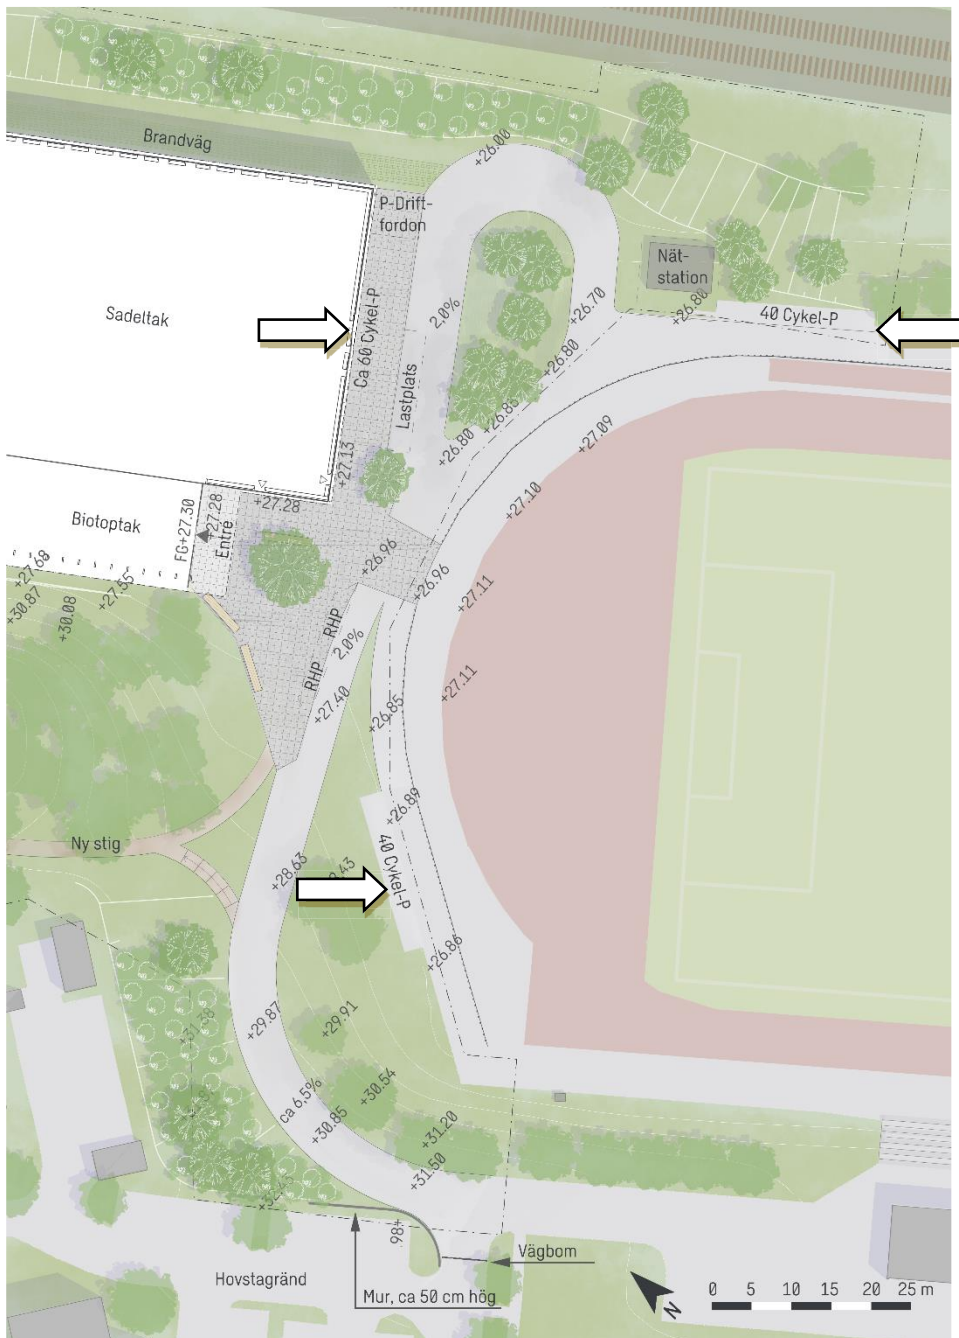 Brandväg
+26.00
P-Drift-
fordon
Nät-
station
Sadeltak
Ca 60 Cykel-P
2,0%
+26.70
+26.80
40 Cykel-P
+26.80
Lastplats
+26.80
+27.09
+27.13
+27.10
+27.28
Biotoptak
FG+27.30
+27.28
Entré
+26.96
+26.96
+27.11
+27.68
+30.87
+30.08
+27.55
RHP
RHP
2,0%
+27.11
+27.40
+26.85
+26.89
Ny stig
+28.63
40 Cykel-P
+26.86
+29.87
+29.91
ca 6,5%
+30.54
+30.85
+31.20
+31.50
Vägbom
Hovstagränd
Mur, ca 50 cm hög
N
0 5 10 15 20 25 m